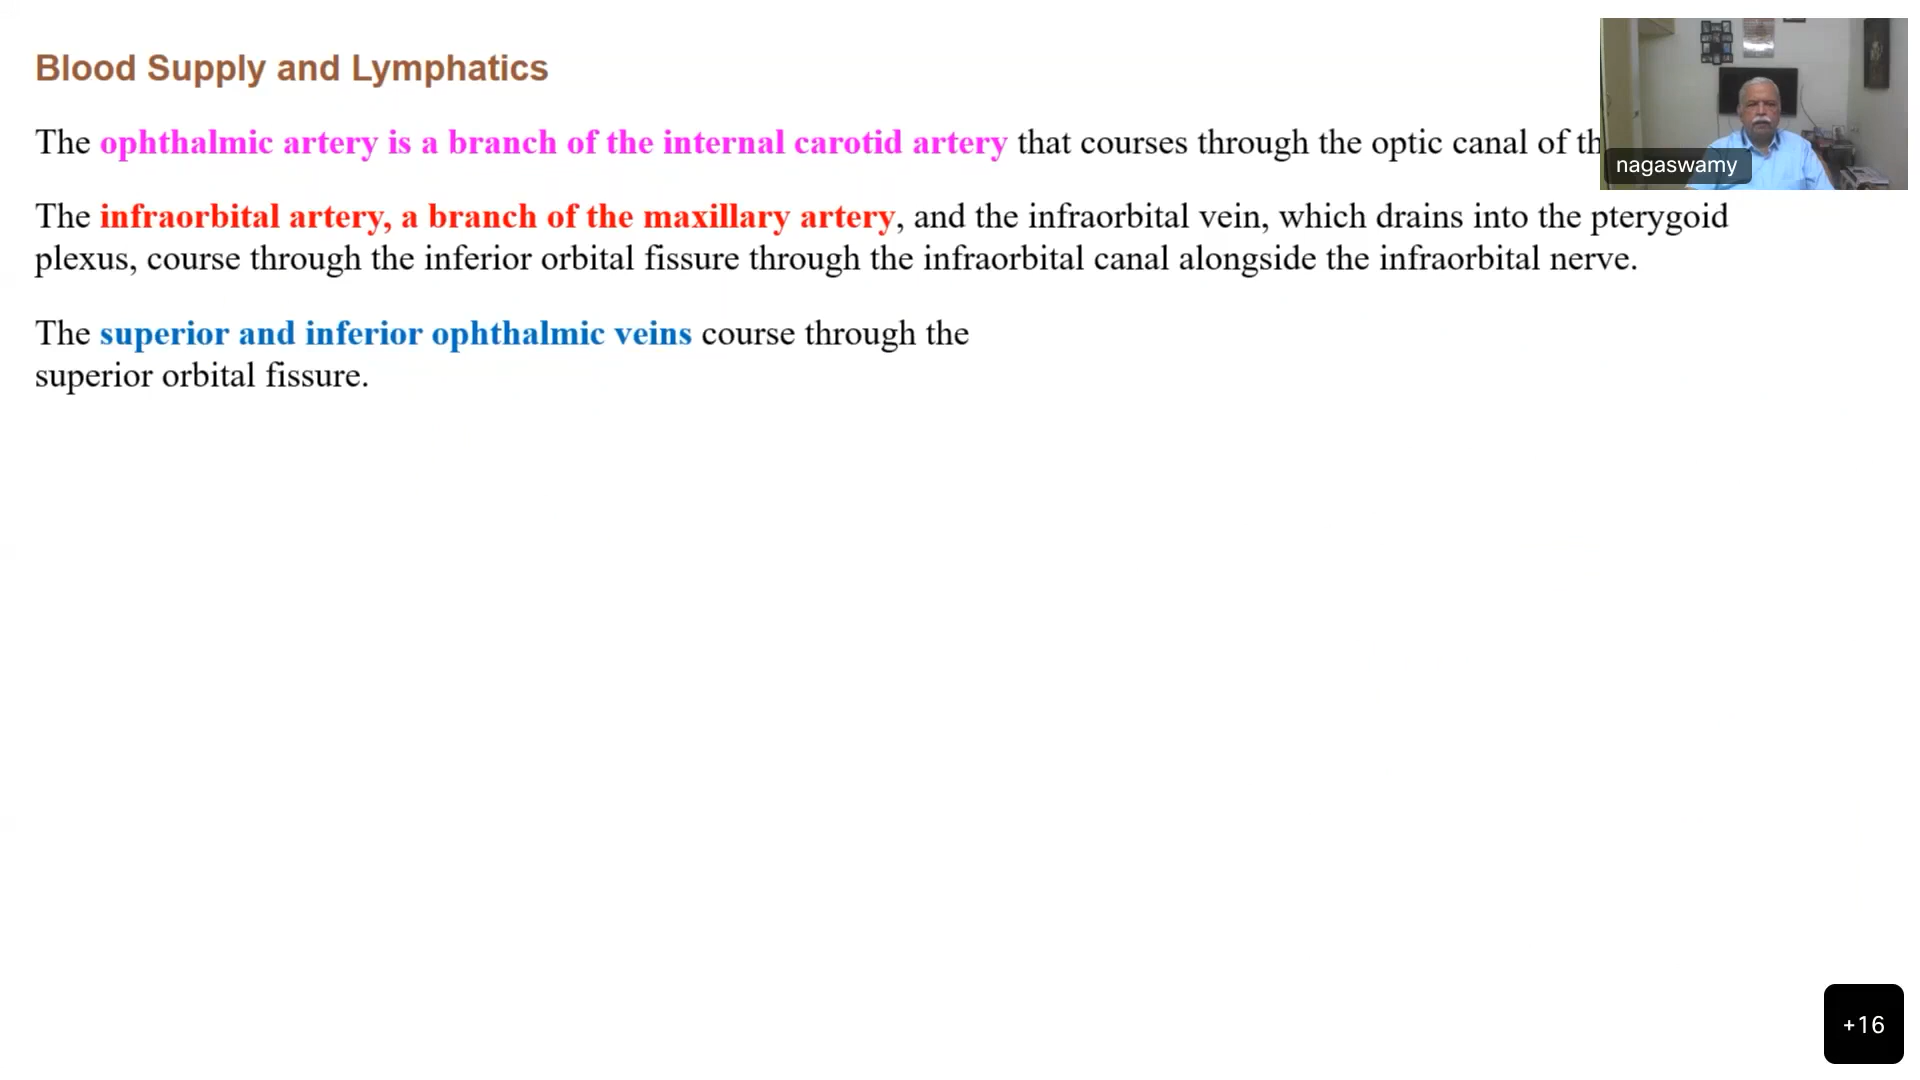 Blood Supply and Lymphatics
The ophthalmic artery is a branch of the internal carotid artery that courses through the optic canal of
nagaswamy
The infraorbital artery, a branch of the maxillary artery, and the infraorbital vein, which drains into the pterygoid
plexus, course through the inferior orbital fissure through the infraorbital canal alongside the infraorbital nerve.
The superior and inferior ophthalmic veins course through the
superior orbital fissure.
+16